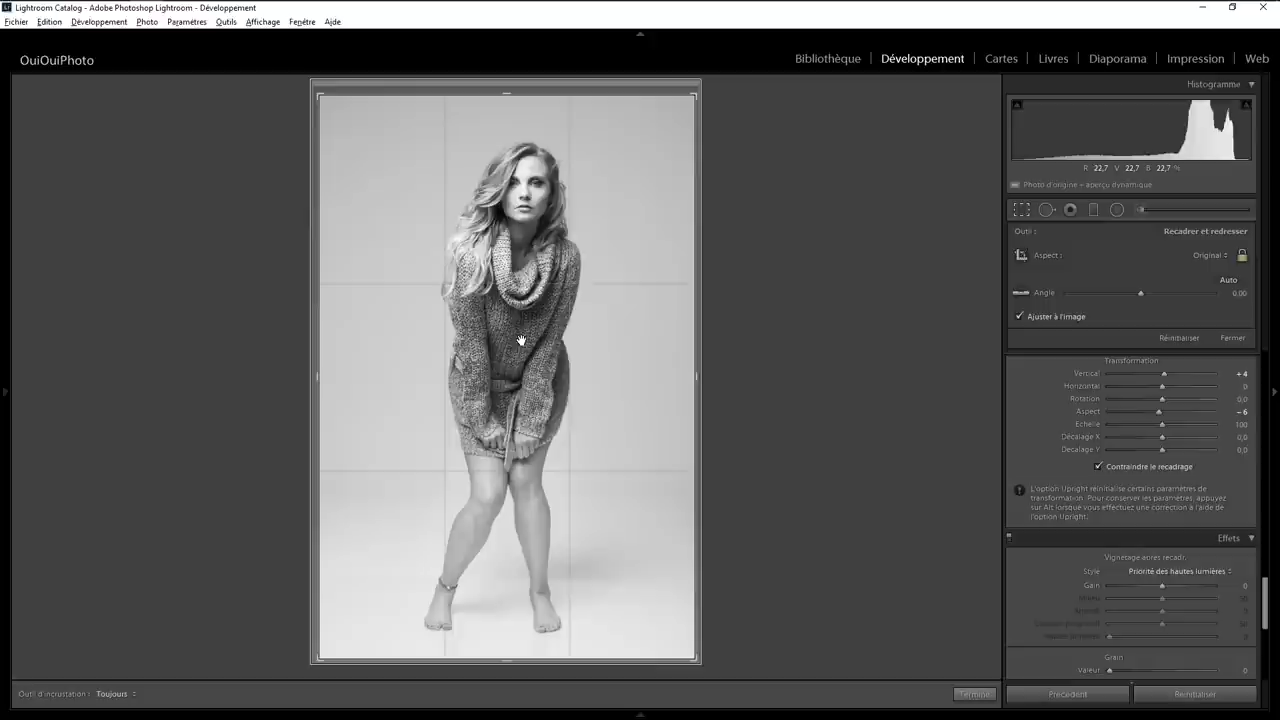 Lightroom Catalog - Adobe Photoshop Lightroom - Développement
Fichier Edition Développement Photo Paramètres Outils Affichage Fenêtre Aide
OuiOuiPhoto
Bibliothèque Développement Cartes Livres Diaporama Impression Web
Histogramme
R 22,7 V 22,7 B 22,7 %
Photo d'origine + aperçu dynamique
Outil : Recadrer et redresser
Aspect : Original
Auto
Angle 0,00
Ajuster à l'image
Réinitialiser Fermer
Transformation
Vertical +4
Horizontal 0
Rotation 0,0
Aspect -6
Echelle 100
Décalage X 0,0
Decalage Y 0,0
Contraindre le recadrage
L'option Upright réinitialise certains paramètres de
transformation. Pour conserver les paramètres, appuyez
sur Alt lorsque vous effectuez une correction à l'aide de
l'option Upright.
Effets
Vignetage apres recadr.
Style Priorité des hautes lumières
Gain 0
Grain
Valeur 0
Outil d'incrustation : Toujours
Terminé
Précédent Réinitialiser